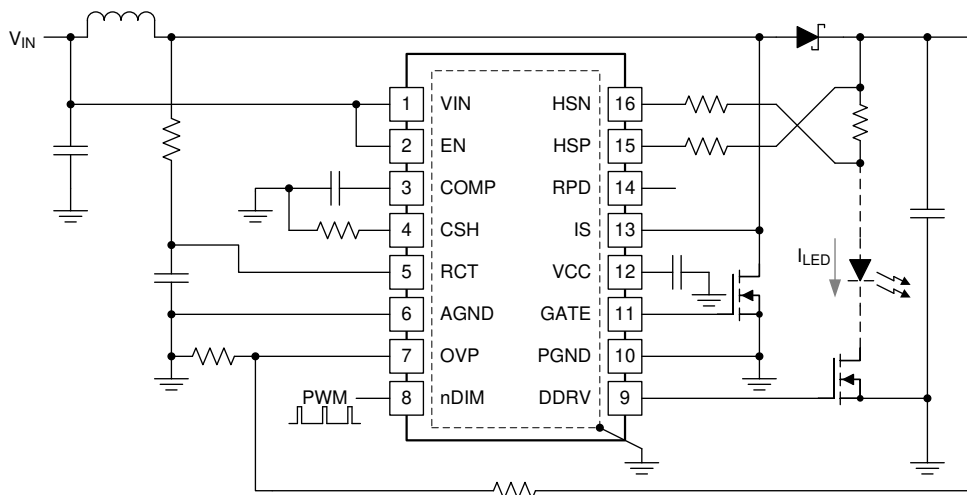 VIN
1 VIN HSN 16
2 EN HSP 15
3 COMP RPD 14
4 CSH IS 13
5 RCT VCC 12
6 AGND GATE 11
7 OVP PGND 10
8 nDIM DDRV 9
PWM
ILED